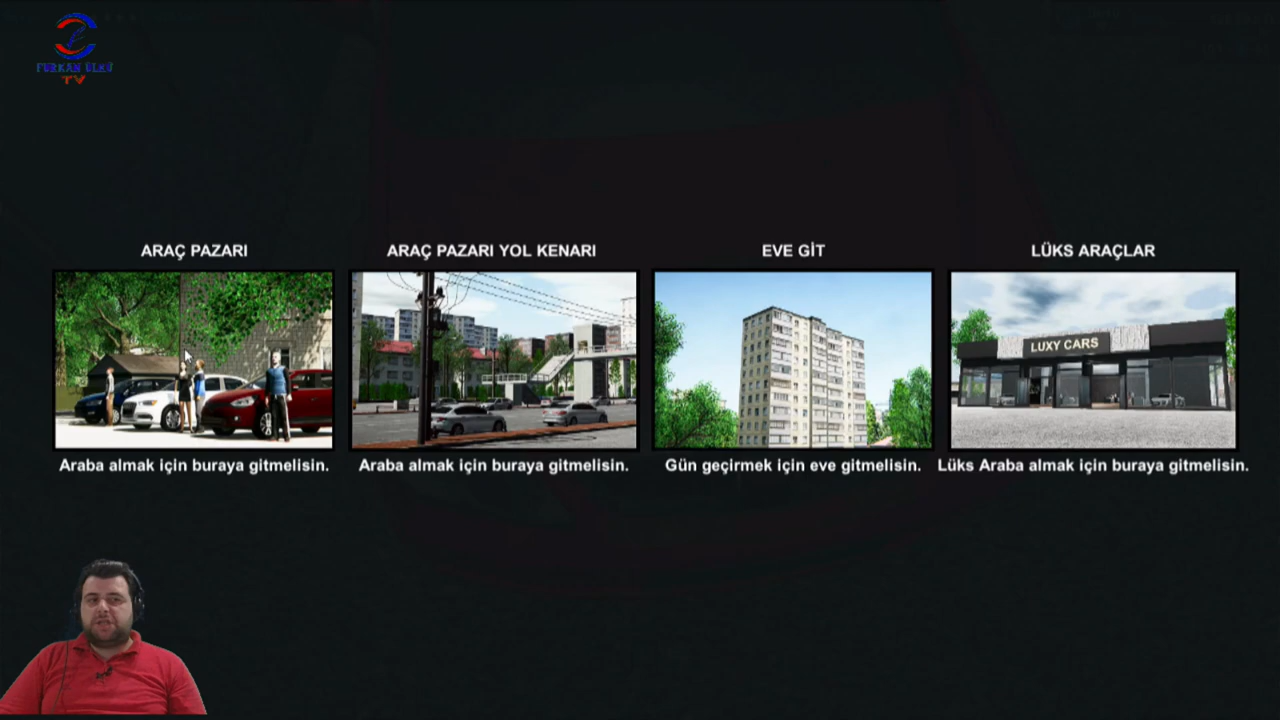 FURKAN ÜLKÜ
TV
ARAÇ PAZARI
ARAÇ PAZARI YOL KENARI
EVE GİT
LÜKS ARAÇLAR
LUXY CARS
Araba almak için buraya gitmelisin.
Araba almak için buraya gitmelisin.
Gün geçirmek için eve gitmelisin.
Lüks Araba almak için buraya gitmelisin.